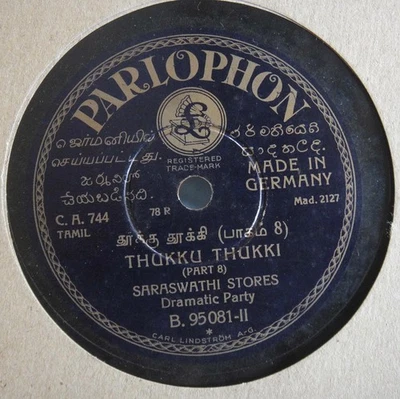 PARLOPHON
£
REGISTERED
TRADE-MARK
ஜெர்மனியில்
செய்யப்பட்டது.
MADE IN
GERMANY
C. A. 744
78 R
Mad. 2127
TAMIL
தூக்கு தூக்கி (பாகம் 8)
THUKKU THUKKI
(PART 8)
SARASWATHI STORES
Dramatic Party
B. 95081-II
*
CARL LINDSTRÖM A.-G.